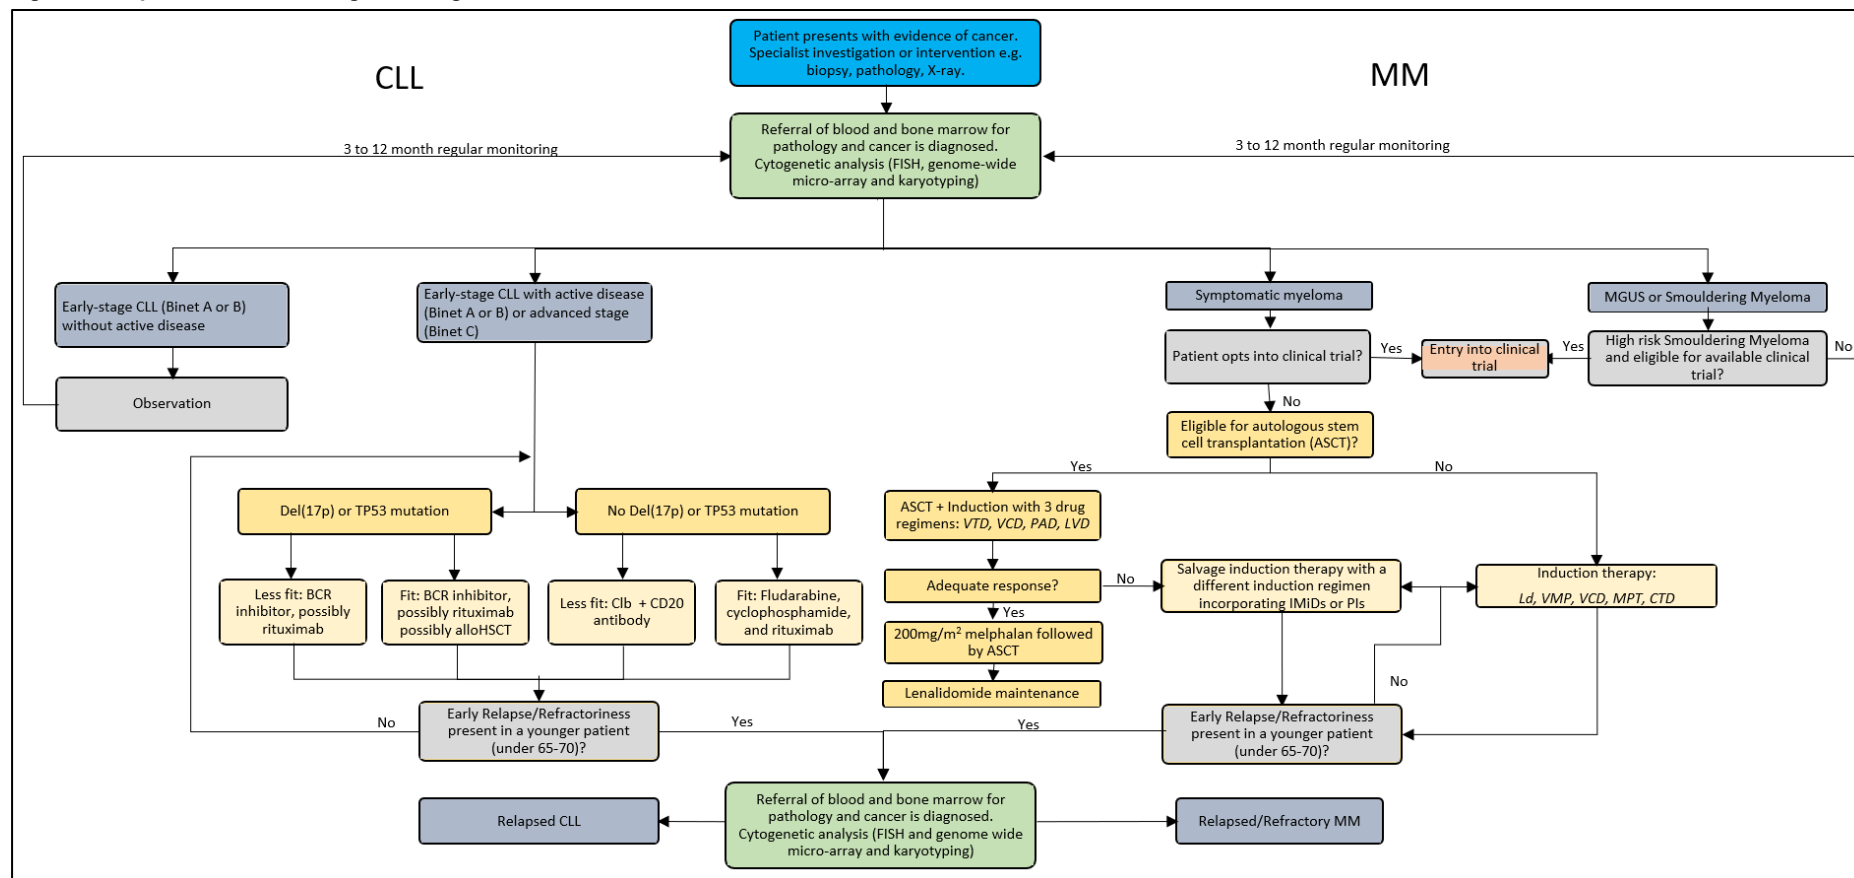 Patient presents with evidence of cancer.
Specialist investigation or intervention e.g.
biopsy, pathology, X-ray.
CLL
MM
Referral of blood and bone marrow for
pathology and cancer is diagnosed.
Cytogenetic analysis (FISH, genome-wide
micro-array and karyotyping)
3 to 12 month regular monitoring
3 to 12 month regular monitoring
Early-stage CLL (Binet A or B)
without active disease
Early-stage CLL with active disease
(Binet A or B) or advanced stage
(Binet C)
Symptomatic myeloma
MGUS or Smouldering Myeloma
Observation
Patient opts into clinical trial?
Yes
Entry into clinical
trial
Yes
High risk Smouldering Myeloma
and eligible for available clinical
trial?
No
No
Eligible for autologous stem
cell transplantation (ASCT)?
Yes
No
Del(17p) or TP53 mutation
No Del(17p) or TP53 mutation
ASCT + Induction with 3 drug
regimens: VTD, VCD, PAD, LVD
Less fit: BCR
inhibitor, possibly
rituximab
Fit: BCR inhibitor,
possibly rituximab
possibly alloHSCT
Less fit: Clb + CD20
antibody
Fit: Fludarabine,
cyclophosphamide,
and rituximab
Adequate response?
No
Salvage induction therapy with a
different induction regimen
incorporating IMiDs or PIs
Induction therapy:
Ld, VMP, VCD, MPT, CTD
Yes
200mg/m² melphalan followed
by ASCT
Lenalidomide maintenance
No
No
Early Relapse/Refractoriness
present in a younger patient
(under 65-70)?
Yes
Yes
Early Relapse/Refractoriness
present in a younger patient
(under 65-70)?
Relapsed CLL
Referral of blood and bone marrow for
pathology and cancer is diagnosed.
Cytogenetic analysis (FISH and genome wide
micro-array and karyotyping)
Relapsed/Refractory MM